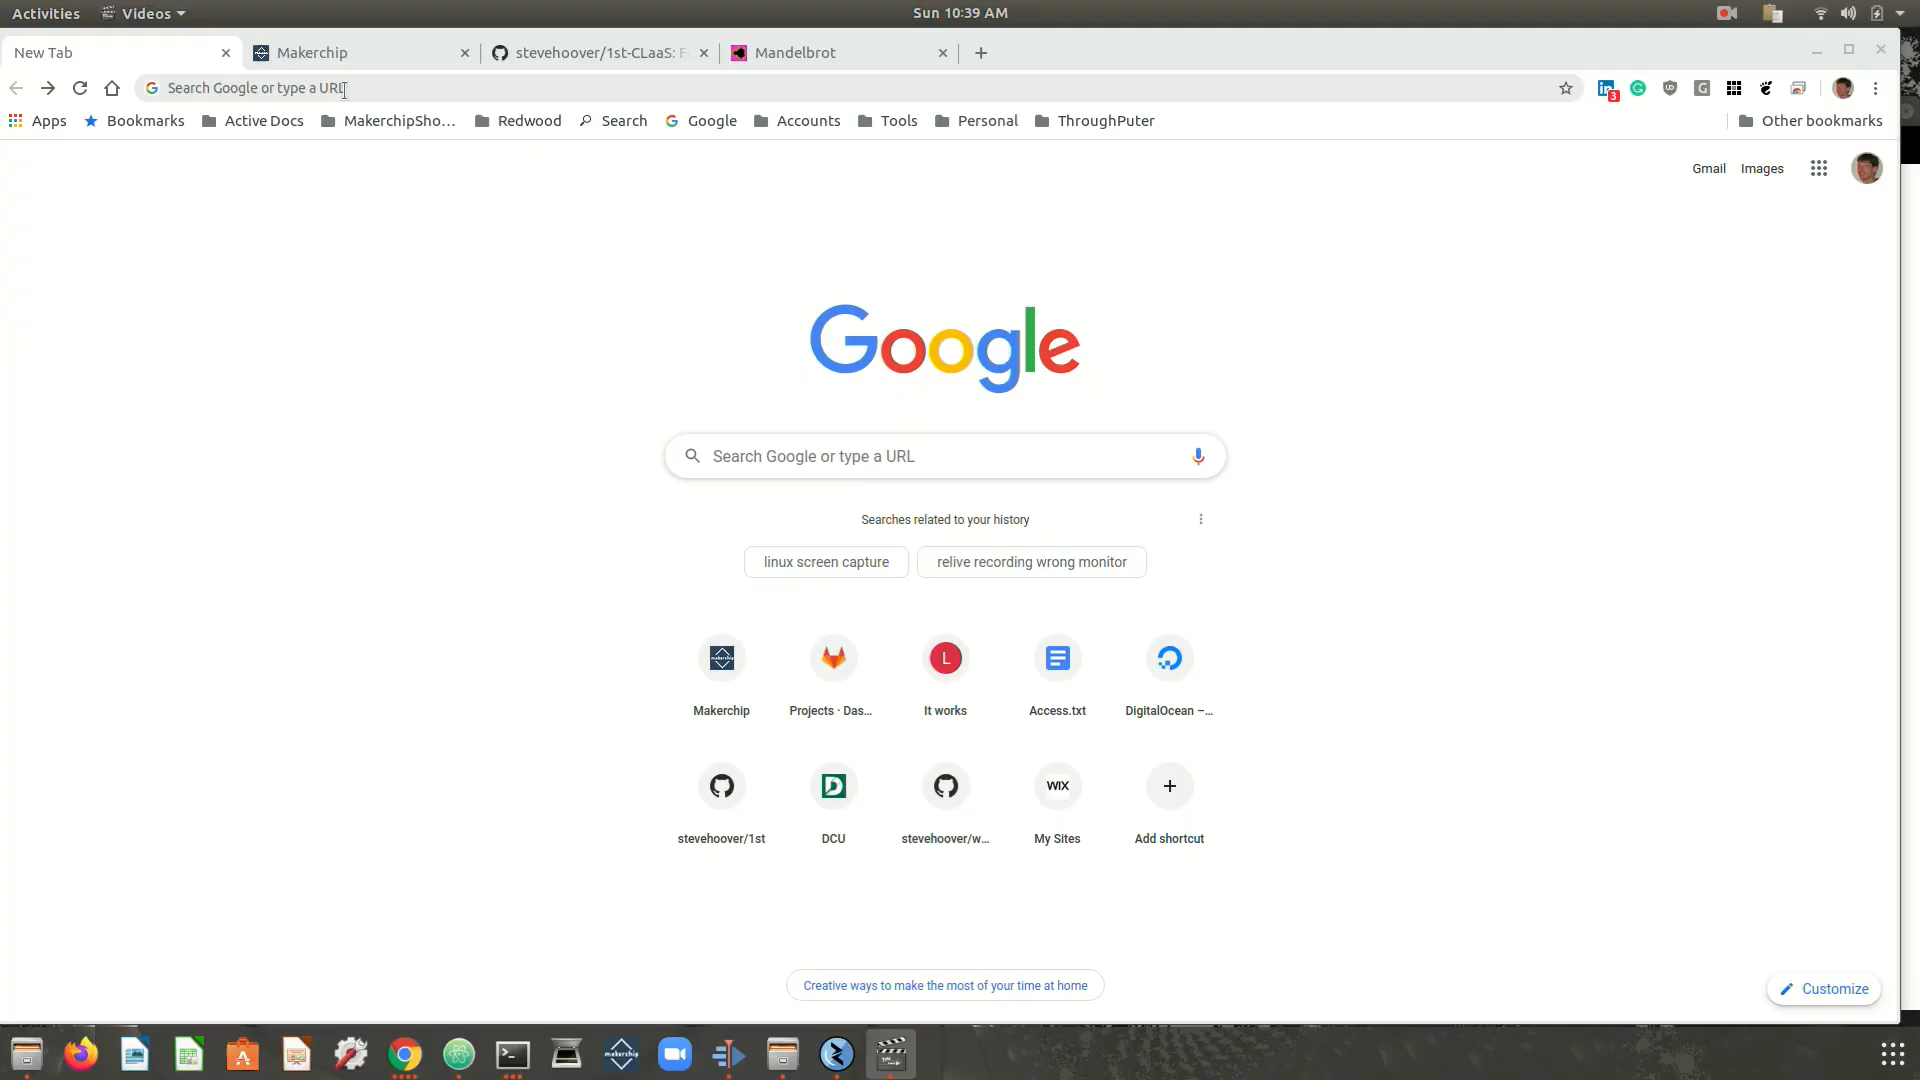 Activities Videos Sun 10:39 AM
New Tab Makerchip stevehoover/1st-CLaaS: F Mandelbrot
Search Google or type a URL 3
Apps Bookmarks Active Docs MakerchipSho... Redwood Search Google Accounts Tools Personal ThroughPuter Other bookmarks
Gmail Images
Google
Search Google or type a URL
Searches related to your history
linux screen capture relive recording wrong monitor
L
Makerchip Projects · Das... It works Access.txt DigitalOcean –...
WIX
stevehoover/1st DCU stevehoover/w... My Sites Add shortcut
Creative ways to make the most of your time at home
Customize
makerchip